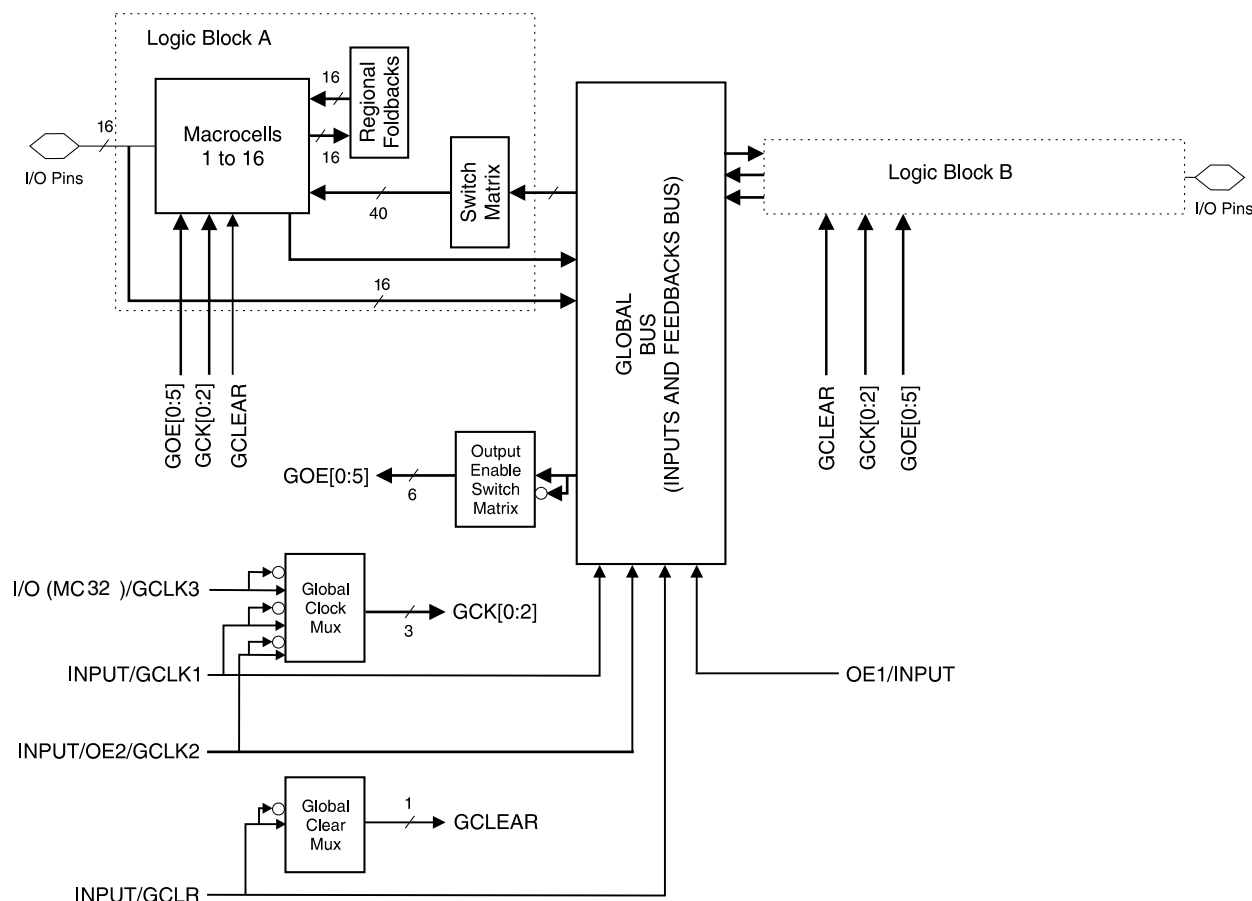 Logic Block A
16
Regional
Foldbacks
16
16
Macrocells
1 to 16
I/O Pins
40
Switch
Matrix
16
GOE[0:5]
GCK[0:2]
GCLEAR
GLOBAL
BUS
(INPUTS AND FEEDBACKS BUS)
Logic Block B
I/O Pins
GCLEAR
GCK[0:2]
GOE[0:5]
GOE[0:5]
6
Output
Enable
Switch
Matrix
I/O (MC32 )/GCLK3
Global
Clock
Mux
3
GCK[0:2]
INPUT/GCLK1
OE1/INPUT
INPUT/OE2/GCLK2
Global
Clear
Mux
1
GCLEAR
INPUT/GCLR